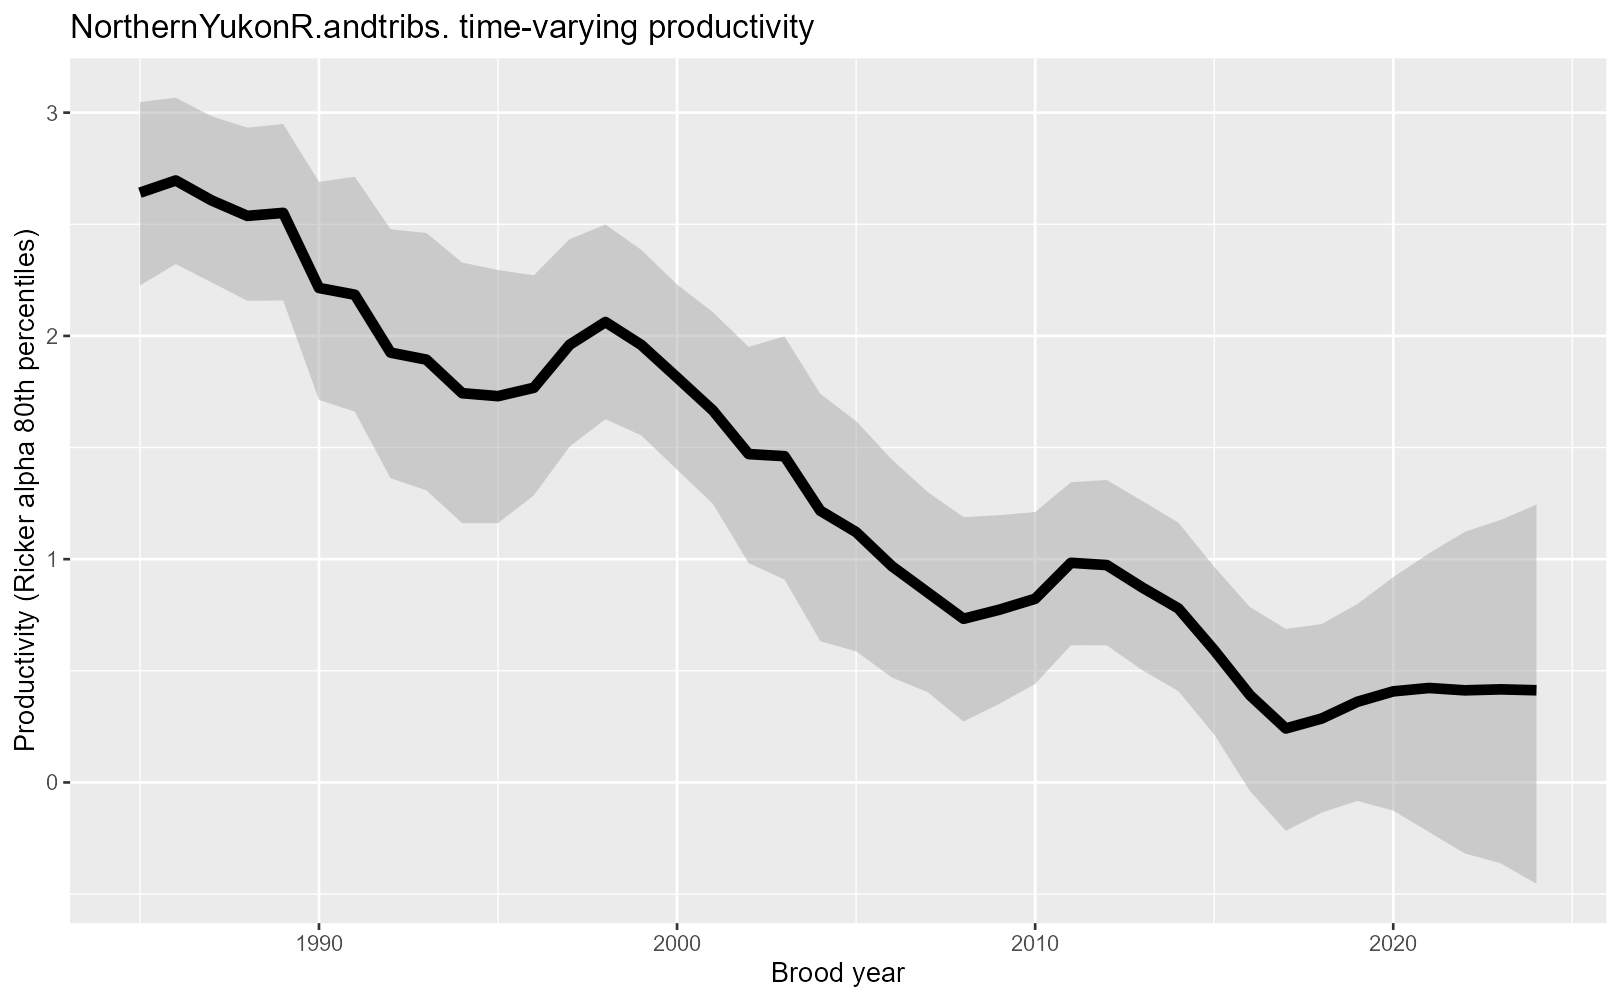 NorthernYukonR.andtribs. time-varying productivity
Productivity (Ricker alpha 80th percentiles)
3
2
1
0
1990
2000
2010
2020
Brood year